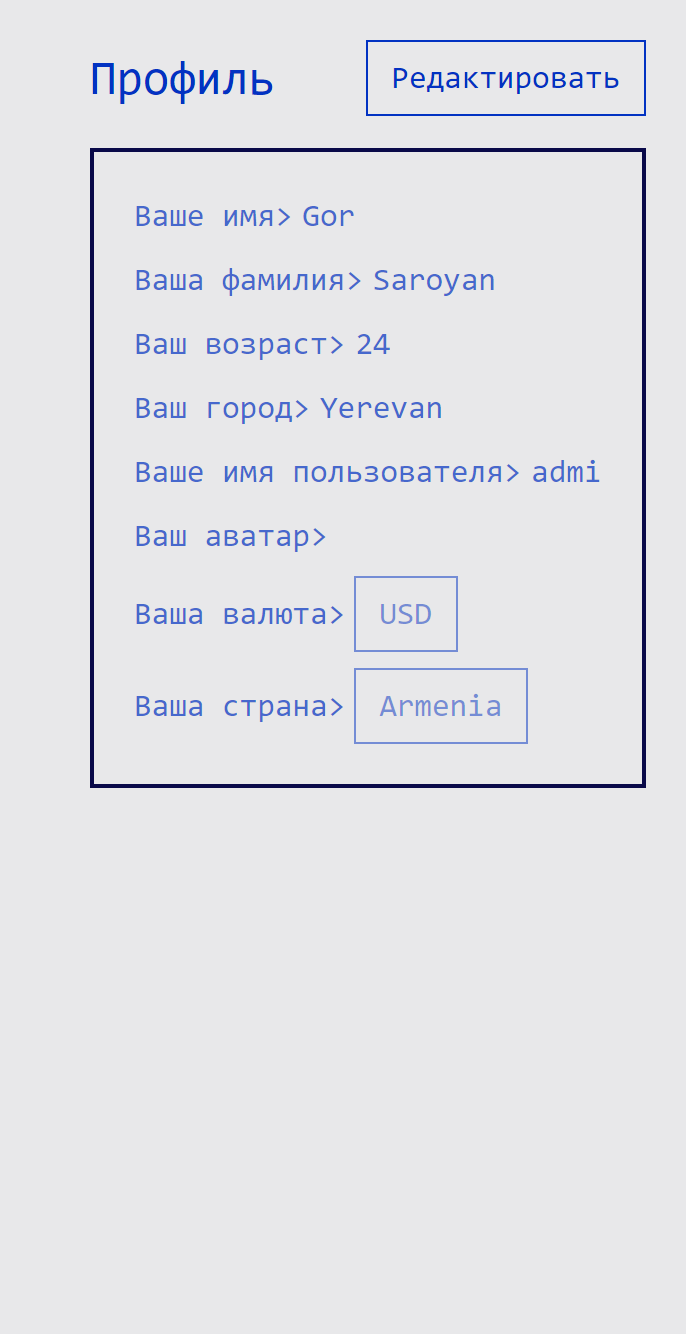 Профиль
Редактировать
Ваше имя> Gor
Ваша фамилия> Saroyan
Ваш возраст> 24
Ваш город> Yerevan
Ваше имя пользователя> admi
Ваш аватар>
Ваша валюта> USD
Ваша страна> Armenia